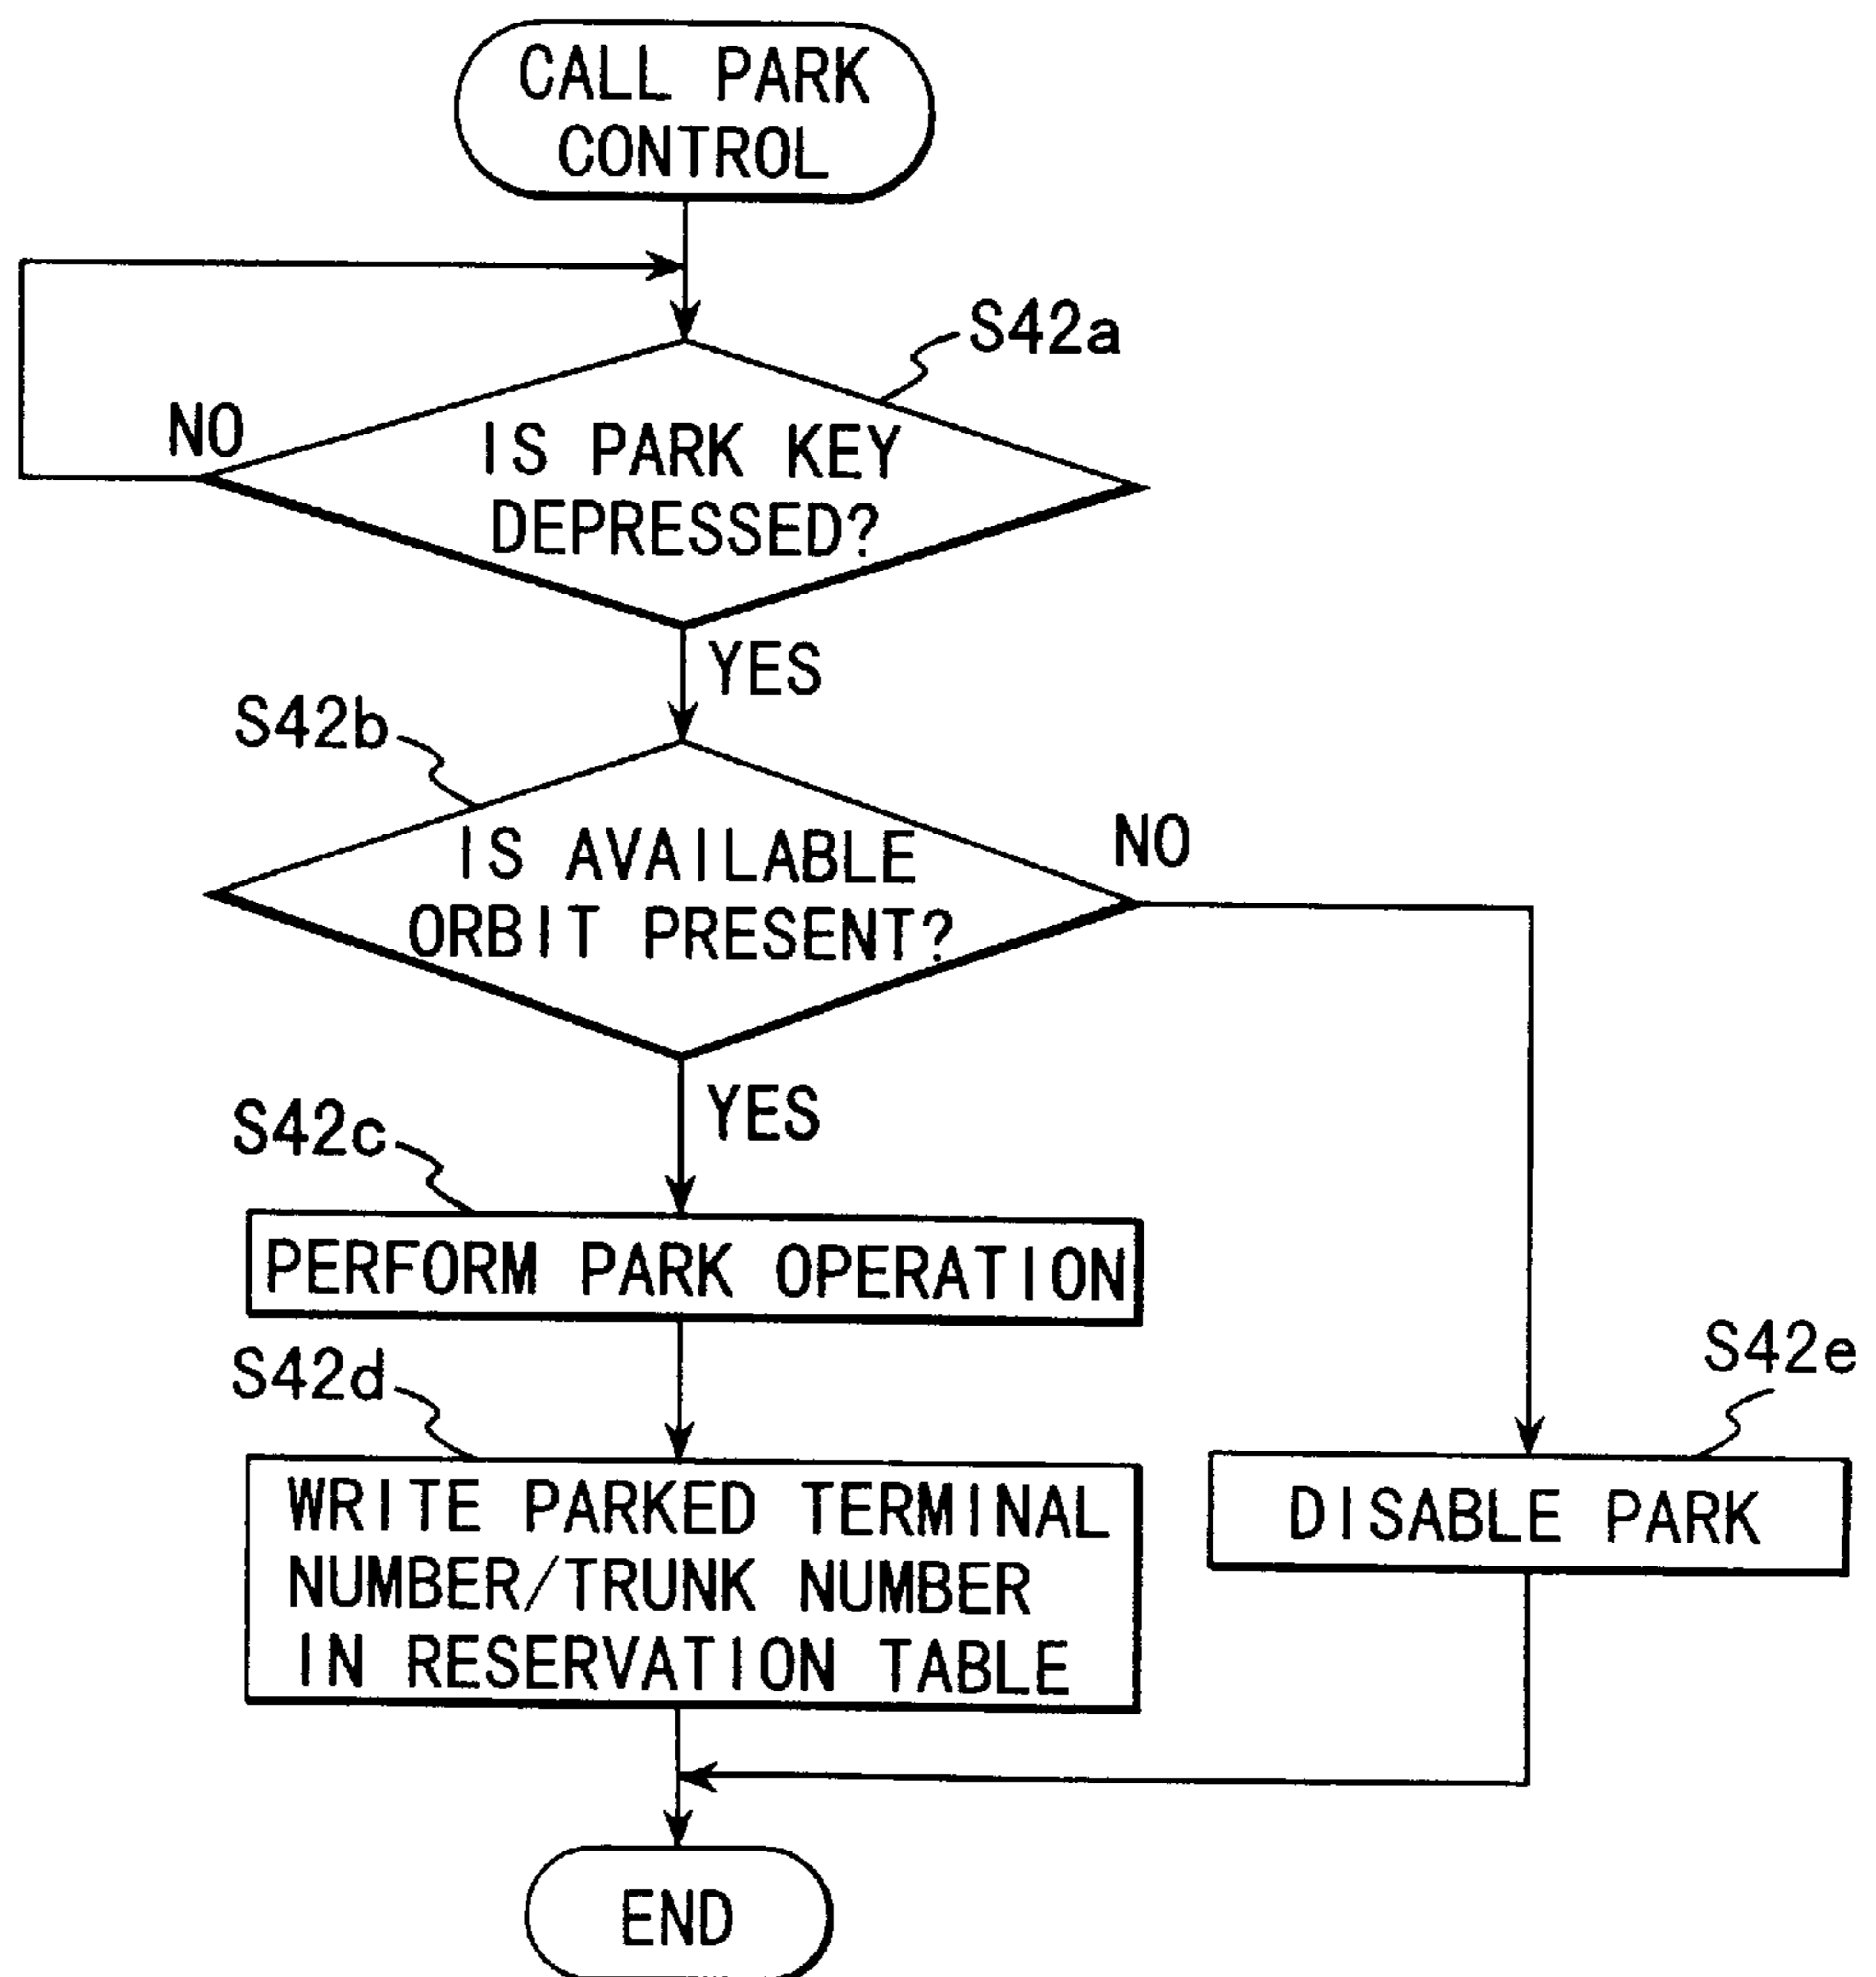 CALL PARK
CONTROL
S42a
NO
IS PARK KEY
DEPRESSED?
YES
S42b
NO
IS AVAILABLE
ORBIT PRESENT?
YES
S42c
PERFORM PARK OPERATION
S42d
S42e
WRITE PARKED TERMINAL
NUMBER/TRUNK NUMBER
IN RESERVATION TABLE
DISABLE PARK
END